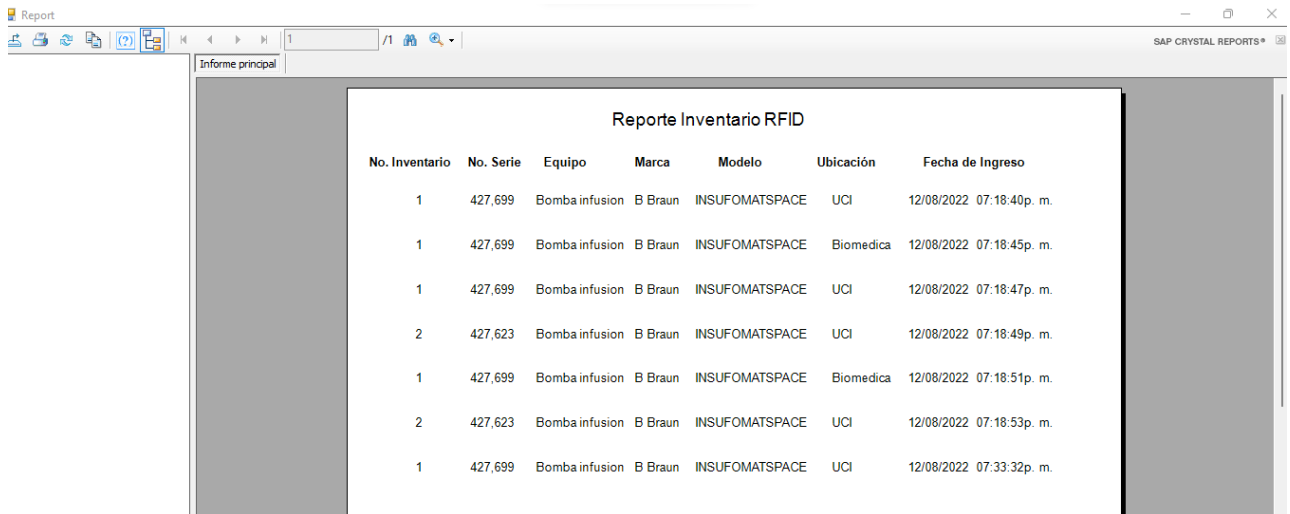 Report
1 /1 SAP CRYSTAL REPORTS®
Informe principal
Reporte Inventario RFID
No. Inventario No. Serie Equipo Marca Modelo Ubicación Fecha de Ingreso
1 427,699 Bomba infusion B Braun INSUFOMATSPACE UCI 12/08/2022 07:18:40p. m.
1 427,699 Bomba infusion B Braun INSUFOMATSPACE Biomedica 12/08/2022 07:18:45p. m.
1 427,699 Bomba infusion B Braun INSUFOMATSPACE UCI 12/08/2022 07:18:47p. m.
2 427,623 Bomba infusion B Braun INSUFOMATSPACE UCI 12/08/2022 07:18:49p. m.
1 427,699 Bomba infusion B Braun INSUFOMATSPACE Biomedica 12/08/2022 07:18:51p. m.
2 427,623 Bomba infusion B Braun INSUFOMATSPACE UCI 12/08/2022 07:18:53p. m.
1 427,699 Bomba infusion B Braun INSUFOMATSPACE UCI 12/08/2022 07:33:32p. m.